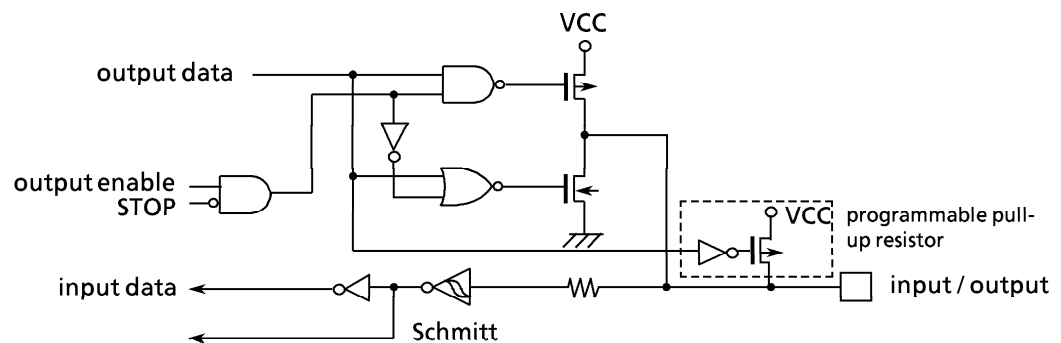 VCC
output data
output enable
STOP
VCC
programmable pull-
up resistor
input data
input / output
Schmitt